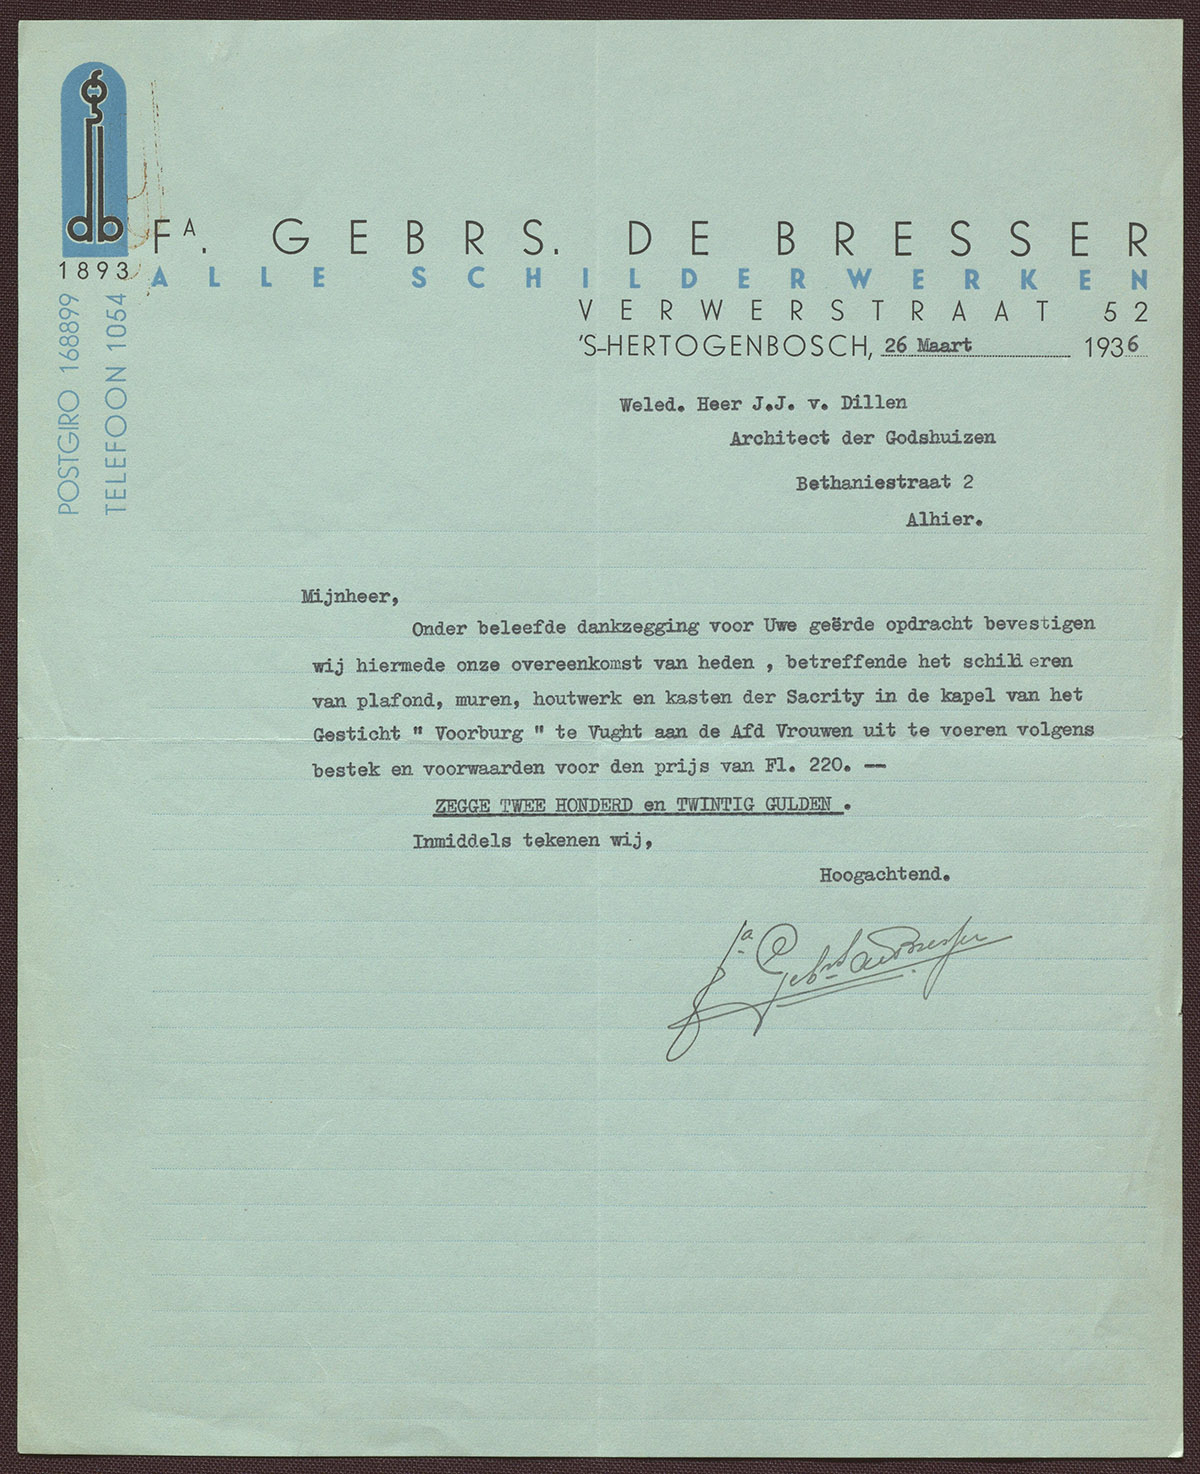 db
1893
Fᴬ. GEBRS. DE BRESSER
ALLE SCHILDERWERKEN
VERWERSTRAAT 52
'S-HERTOGENBOSCH, 26 Maart 1936
POSTGIRO 168899
TELEFOON 1054
Weled. Heer J.J. v. Dillen
Architect der Godshuizen
Bethaniestraat 2
Alhier.
Mijnheer,
Onder beleefde dankzegging voor Uwe geërde opdracht bevestigen
wij hiermede onze overeenkomst van heden , betreffende het schilderen
van plafond, muren, houtwerk en kasten der Sacrity in de kapel van het
Gesticht " Voorburg " te Vught aan de Afd Vrouwen uit te voeren volgens
bestek en voorwaarden voor den prijs van Fl. 220. —
ZEGGE TWEE HONDERD en TWINTIG GULDEN .
Inmiddels tekenen wij,
Hoogachtend.
fa Gebrs de Bresser